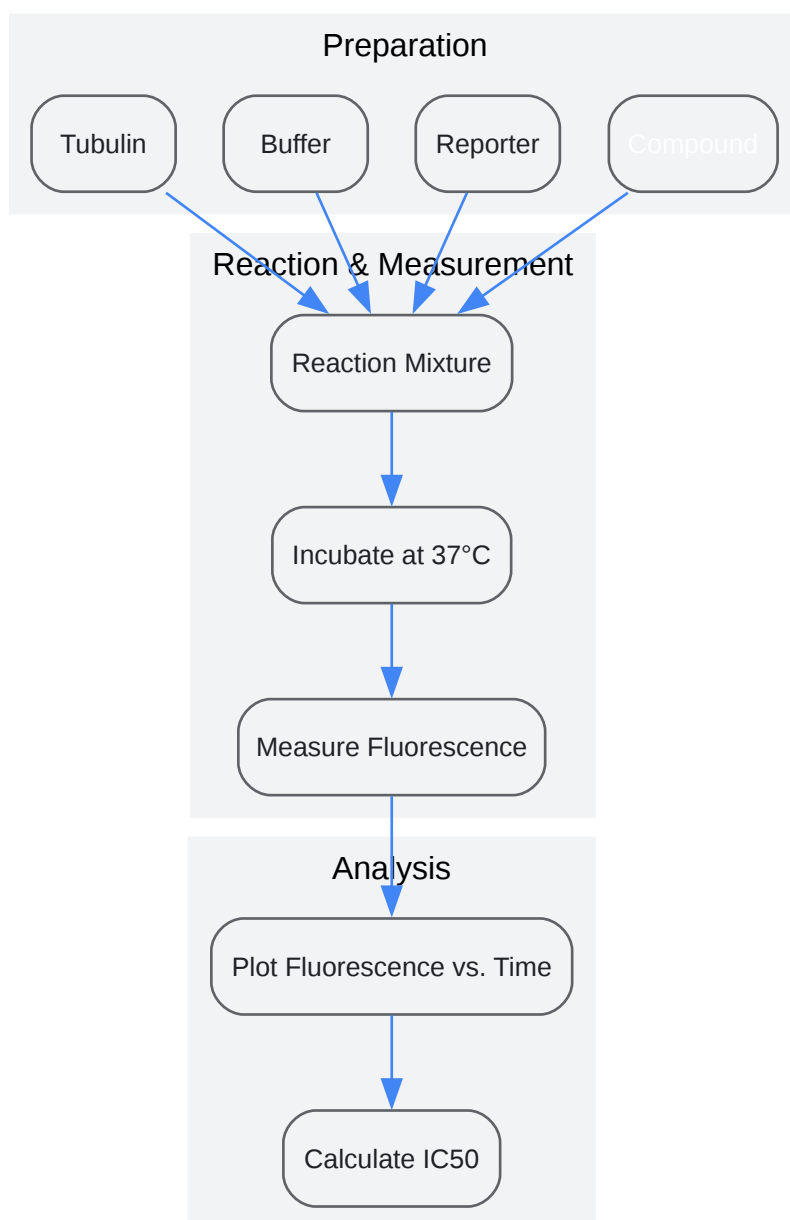 Preparation
Tubulin
Buffer
Reporter
Compound
Reaction & Measurement
Reaction Mixture
Incubate at 37°C
Measure Fluorescence
Analysis
Plot Fluorescence vs. Time
Calculate IC50